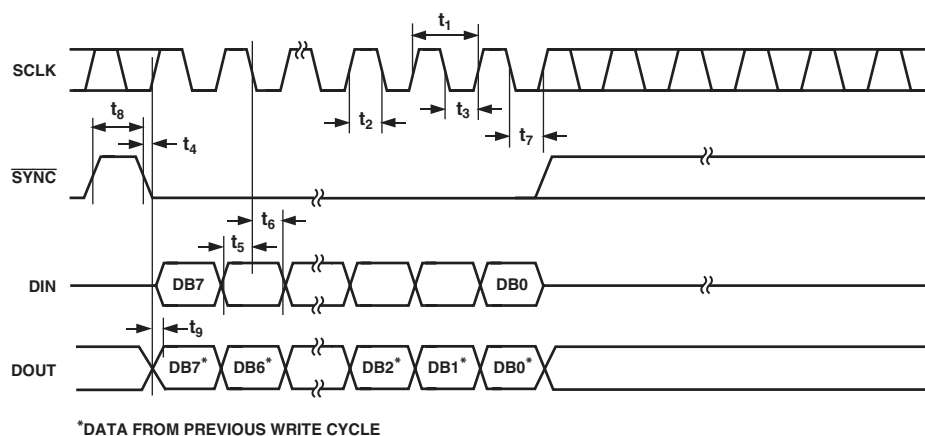 t1
SCLK
t8
t2
t3
t4
t7
SYNC
t6
t5
DIN
DB7
DB0
t9
DOUT
DB7*
DB6*
DB2*
DB1*
DB0*
*DATA FROM PREVIOUS WRITE CYCLE